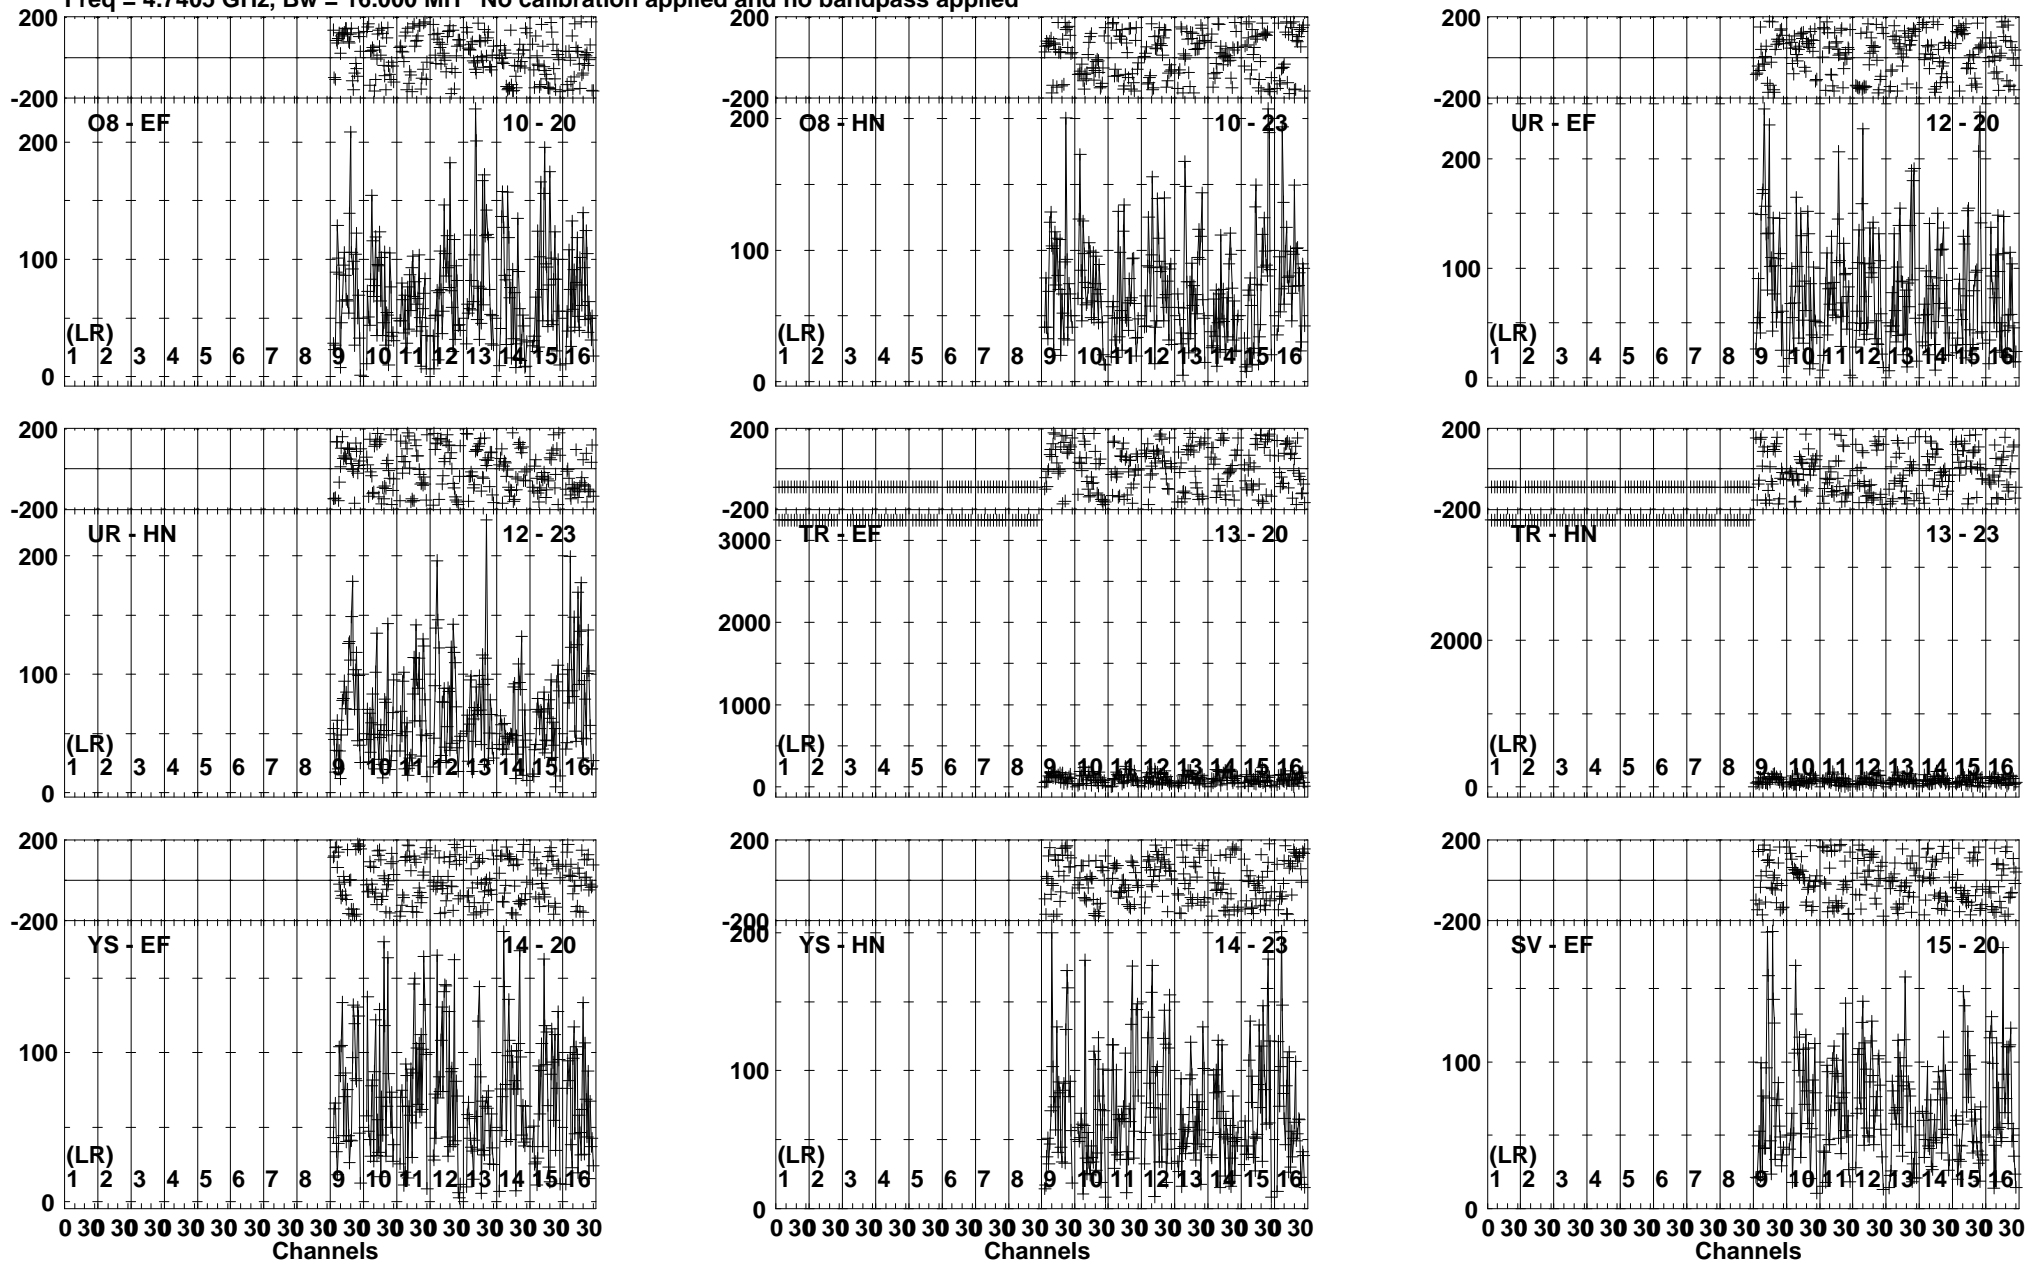 Freq = 4.7405 GHz, Bw = 16.000 MH No calibration applied and no bandpass applied
200
-200
O8 - EF 10 - 20
200
100
(LR)
1 2 3 4 5 6 7 8 9 10 11 12 13 14 15 16
0
200
-200
O8 - HN 10 - 23
200
100
(LR)
1 2 3 4 5 6 7 8 9 10 11 12 13 14 15 16
0
200
-200
UR - EF 12 - 20
200
100
(LR)
1 2 3 4 5 6 7 8 9 10 11 12 13 14 15 16
0
200
-200
UR - HN 12 - 23
200
100
(LR)
1 2 3 4 5 6 7 8 9 10 11 12 13 14 15 16
0
200
-200
TR - EF 13 - 20
3000
2000
1000
(LR)
1 2 3 4 5 6 7 8 9 10 11 12 13 14 15 16
0
200
-200
TR - HN 13 - 23
2000
(LR)
1 2 3 4 5 6 7 8 9 10 11 12 13 14 15 16
0
200
-200
YS - EF 14 - 20
100
(LR)
1 2 3 4 5 6 7 8 9 10 11 12 13 14 15 16
0
0 30 30 30 30 30 30 30 30 30 30 30 30 30 30 30 30
Channels
200
-200
200
YS - HN 14 - 23
100
(LR)
1 2 3 4 5 6 7 8 9 10 11 12 13 14 15 16
0
0 30 30 30 30 30 30 30 30 30 30 30 30 30 30 30 30
Channels
200
-200
SV - EF 15 - 20
100
(LR)
1 2 3 4 5 6 7 8 9 10 11 12 13 14 15 16
0
0 30 30 30 30 30 30 30 30 30 30 30 30 30 30 30 30
Channels